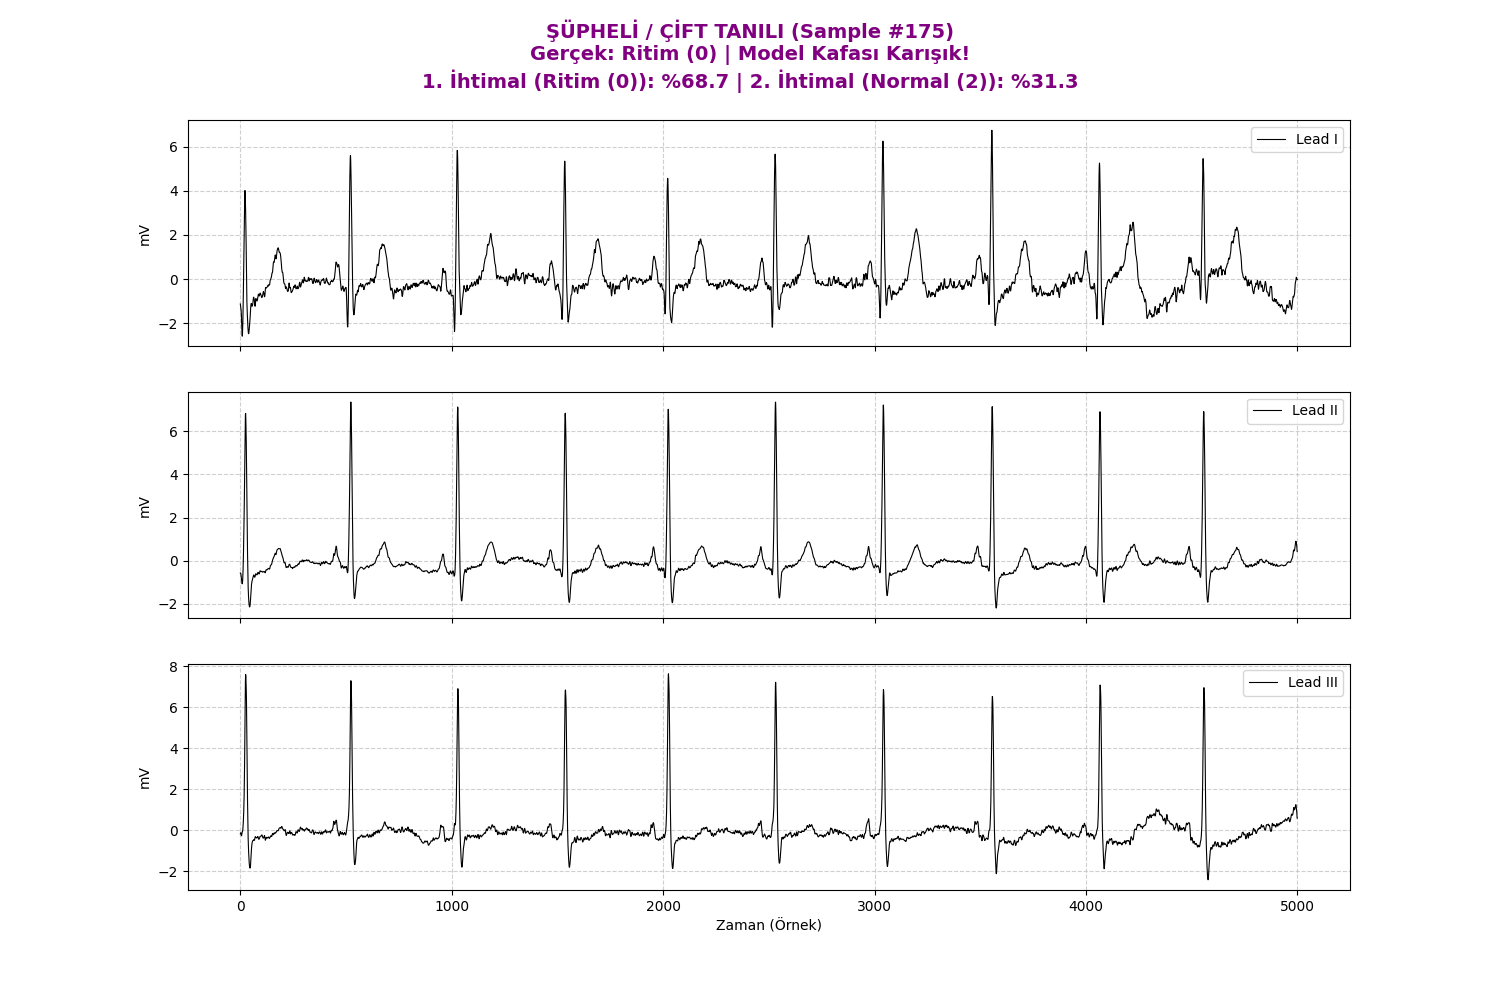 ŞÜPHELİ / ÇİFT TANILI (Sample #175)
Gerçek: Ritim (0) | Model Kafası Karışık!
1. İhtimal (Ritim (0)): %68.7 | 2. İhtimal (Normal (2)): %31.3
Lead I
6
4
2
0
−2
mV
Lead II
6
4
2
0
−2
mV
Lead III
8
6
4
2
0
−2
mV
0 1000 2000 3000 4000 5000
Zaman (Örnek)